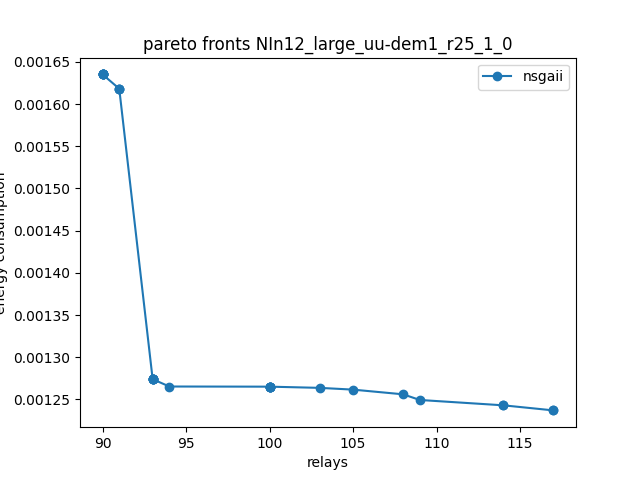 pareto fronts NIn12_large_uu-dem1_r25_1_0
nsgaii
0.00165
0.00160
0.00155
0.00150
0.00145
0.00140
0.00135
0.00130
0.00125
energy consumption
90 95 100 105 110 115
relays